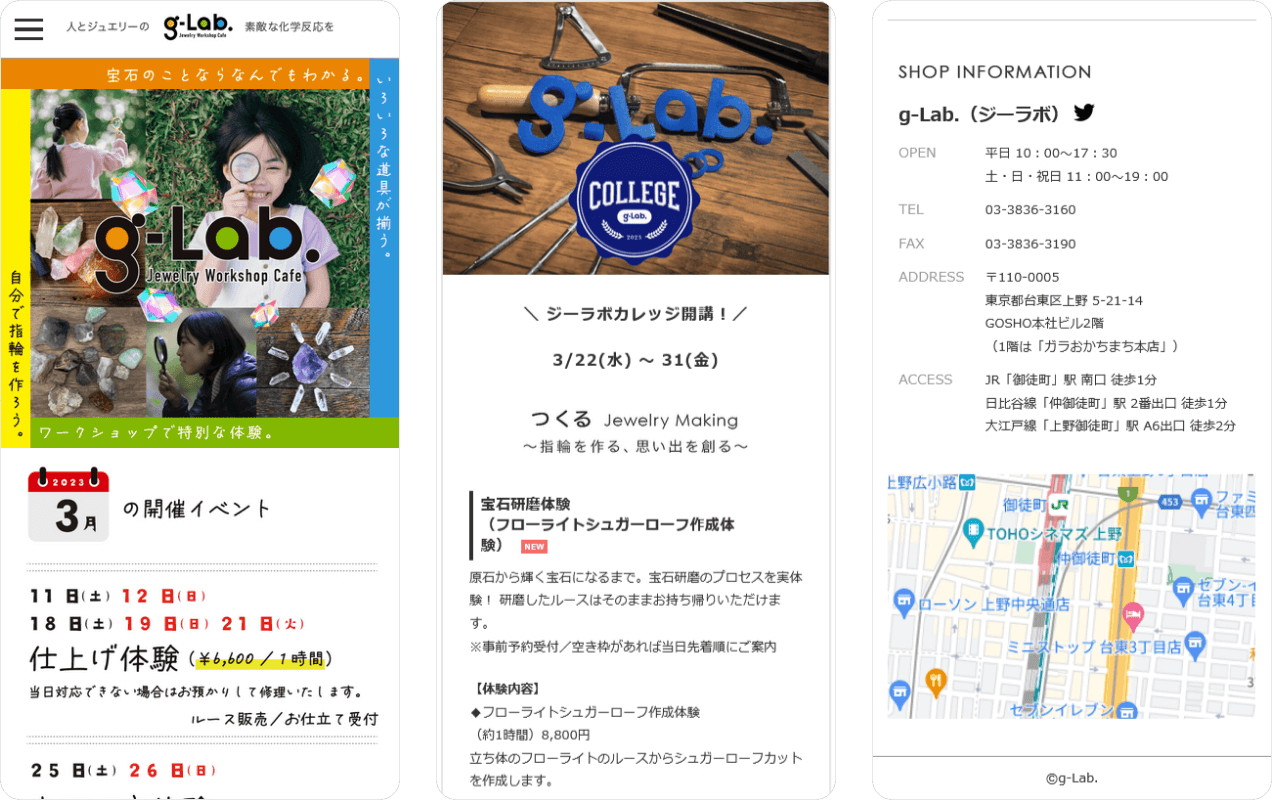 人とジュエリーの g-Lab. Jewelry Workshop Cafe 素敵な化学反応を
宝石のことならなんでもわかる。
いろいろな道具が揃う。
g-Lab.
Jewelry Workshop Cafe
自分で指輪を作ろう。
ワークショップで特別な体験。
2023
3月 の開催イベント
11日(土) 12日(日)
18日(土) 19日(日) 21日(火)
仕上げ体験(¥6,600/1時間)
当日対応できない場合はお預かりして修理いたします。
ルース販売/お仕立て受付
25日(土) 26日(日)
g-Lab.
COLLEGE
g-Lab.
2023
\ ジーラボカレッジ開講!/
3/22(水) ~ 31(金)
つくる Jewelry Making
~指輪を作る、思い出を創る~
宝石研磨体験
(フローライトシュガーローフ作成体
験) NEW
原石から輝く宝石になるまで。宝石研磨のプロセスを実体
験! 研磨したルースはそのままお持ち帰りいただけま
す。
※事前予約受付/空き枠があれば当日先着順にご案内
【体験内容】
◆フローライトシュガーローフ作成体験
(約1時間)8,800円
立ち体のフローライトのルースからシュガーローフカット
を作成します。
SHOP INFORMATION
g-Lab.(ジーラボ)
OPEN 平日 10:00~17:30
土・日・祝日 11:00~19:00
TEL 03-3836-3160
FAX 03-3836-3190
ADDRESS 〒110-0005
東京都台東区上野 5-21-14
GOSHO本社ビル2階
(1階は「ガラおかちまち本店」)
ACCESS JR「御徒町」駅 南口 徒歩1分
日比谷線「仲御徒町」駅 2番出口 徒歩1分
大江戸線「上野御徒町」駅 A6出口 徒歩2分
上野広小路
1
453
ファミ
台東四
御徒町 JR
TOHOシネマズ 上野
仲御徒町
セブン-イ
台東4丁目
ローソン 上野中央通店
ミニストップ 台東3丁目店
セブンイレブン
©g-Lab.